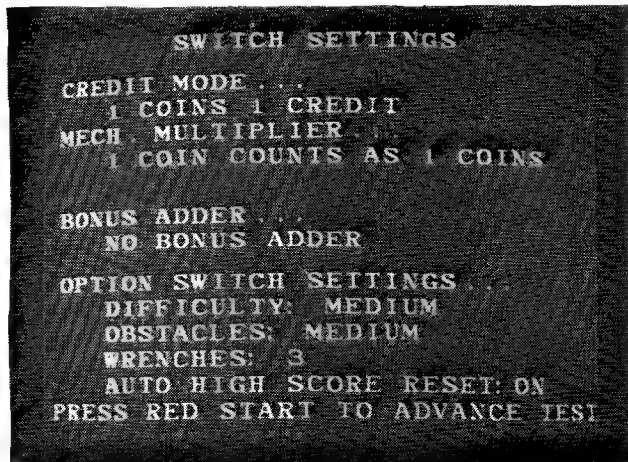 SWITCH SETTINGS
CREDIT MODE...
1 COINS 1 CREDIT
MECH. MULTIPLIER...
1 COIN COUNTS AS 1 COINS
BONUS ADDER...
NO BONUS ADDER
OPTION SWITCH SETTINGS...
DIFFICULTY: MEDIUM
OBSTACLES: MEDIUM
WRENCHES: 3
AUTO HIGH SCORE RESET: ON
PRESS RED START TO ADVANCE TEST